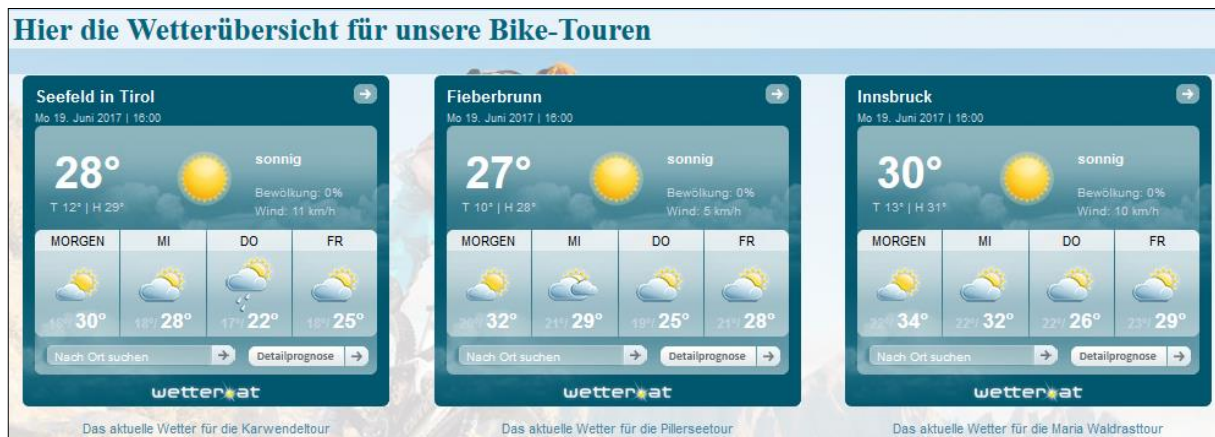 Hier die Wetterübersicht für unsere Bike-Touren
Seefeld in Tirol
Mo 19. Juni 2017 | 16:00
28°
sonnig
T 12° | H 29°
Bewölkung: 0%
Wind: 11 km/h
MORGEN MI DO FR
30° 18°/ 28° 17°/ 22° 18°/ 25°
Nach Ort suchen Detailprognose
wetter.at
Das aktuelle Wetter für die Karwendeltour
Fieberbrunn
Mo 19. Juni 2017 | 16:00
27°
sonnig
T 10° | H 28°
Bewölkung: 0%
Wind: 5 km/h
MORGEN MI DO FR
32° 21°/ 29° 19°/ 25° 21°/ 28°
Nach Ort suchen Detailprognose
wetter.at
Das aktuelle Wetter für die Pillerseetour
Innsbruck
Mo 19. Juni 2017 | 16:00
30°
sonnig
T 13° | H 31°
Bewölkung: 0%
Wind: 10 km/h
MORGEN MI DO FR
34° 22°/ 32° 22°/ 26° 23°/ 29°
Nach Ort suchen Detailprognose
wetter.at
Das aktuelle Wetter für die Maria Waldrasttour